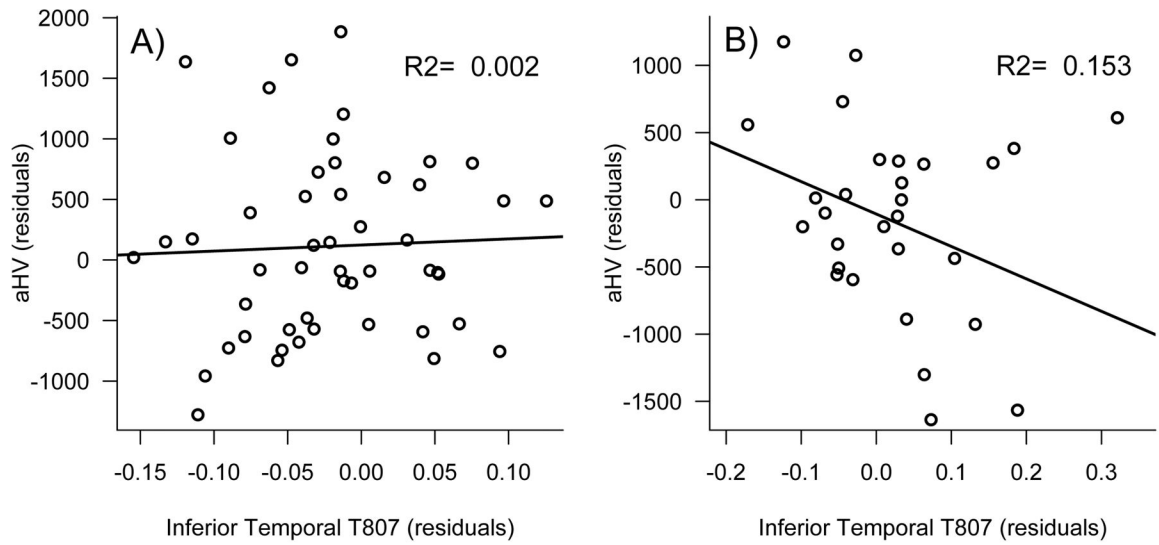 A)
R2= 0.002
2000
1500
1000
500
0
-500
-1000
aHV (residuals)
-0.15 -0.10 -0.05 0.00 0.05 0.10
Inferior Temporal T807 (residuals)
B)
R2= 0.153
1000
500
0
-500
-1000
-1500
aHV (residuals)
-0.2 -0.1 0.0 0.1 0.2 0.3
Inferior Temporal T807 (residuals)